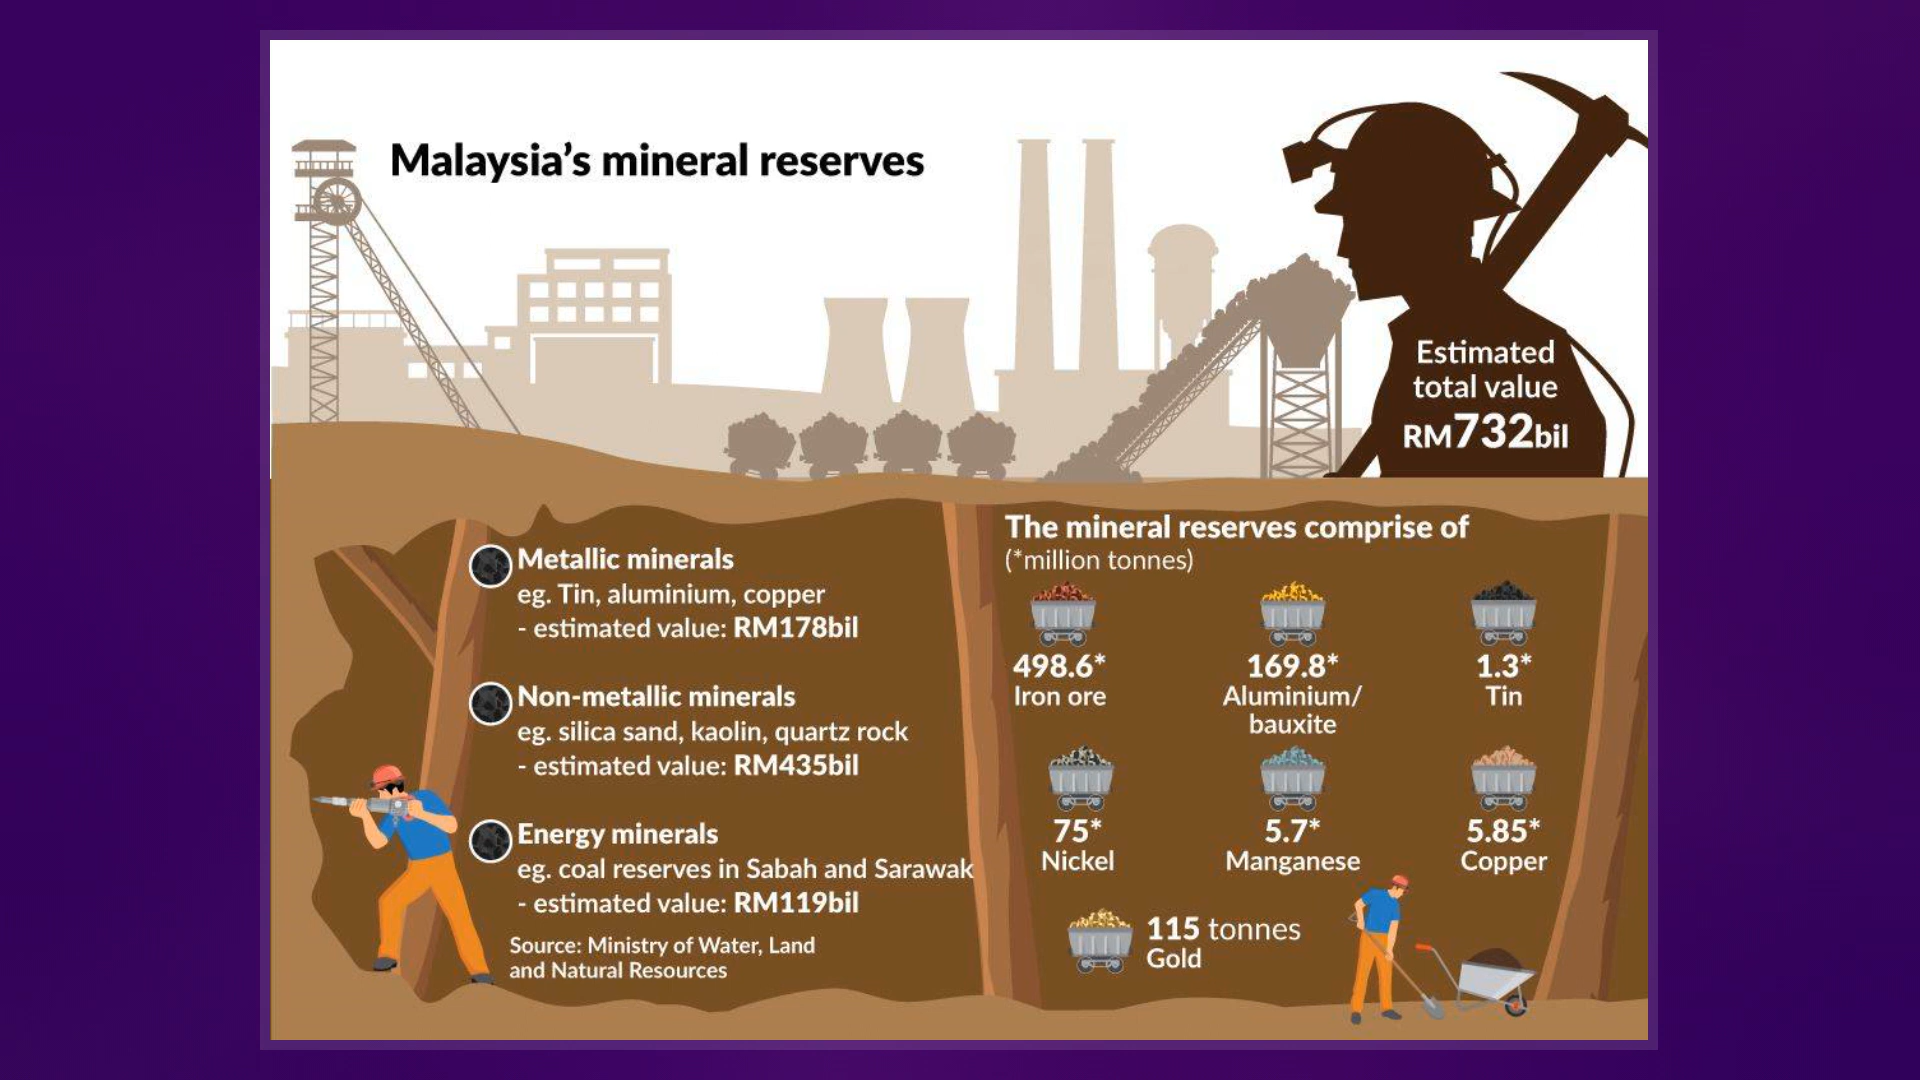 Malaysia's mineral reserves
Estimated
total value
RM732bil
Metallic minerals
eg. Tin, aluminium, copper
- estimated value: RM178bil
Non-metallic minerals
eg. silica sand, kaolin, quartz rock
- estimated value: RM435bil
Energy minerals
eg. coal reserves in Sabah and Sarawak
- estimated value: RM119bil
Source: Ministry of Water, Land
and Natural Resources
The mineral reserves comprise of
(*million tonnes)
498.6*
Iron ore
169.8*
Aluminium/
bauxite
1.3*
Tin
75*
Nickel
5.7*
Manganese
5.85*
Copper
115 tonnes
Gold